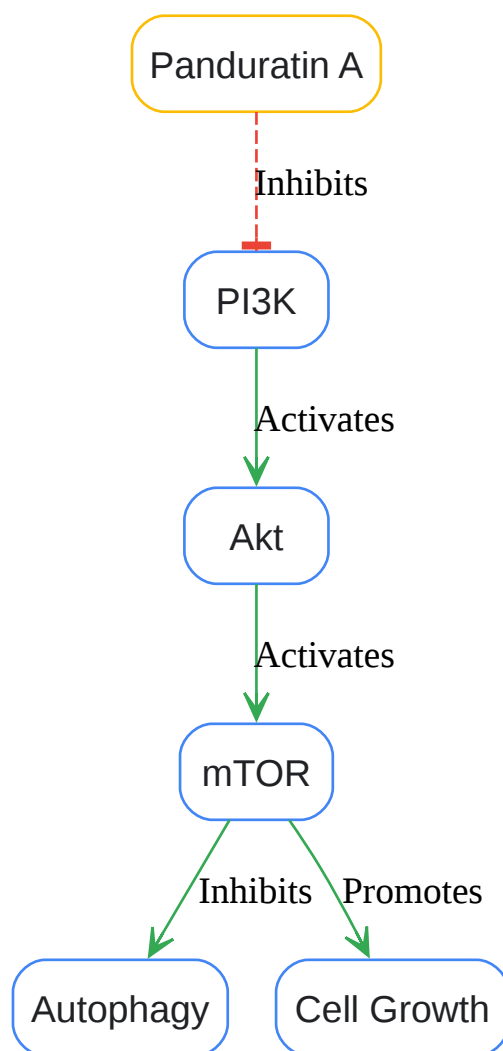 Panduratin A
Inhibits
PI3K
Activates
Akt
Activates
mTOR
Inhibits
Promotes
Autophagy
Cell Growth